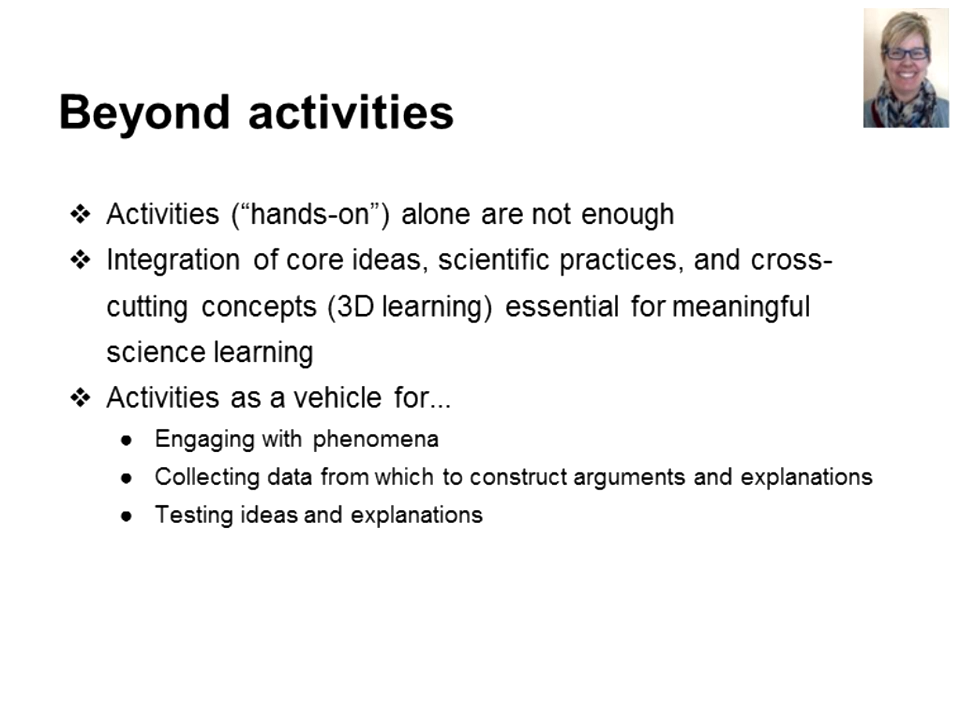 Beyond activities
❖ Activities (“hands-on”) alone are not enough
❖ Integration of core ideas, scientific practices, and cross-
cutting concepts (3D learning) essential for meaningful
science learning
❖ Activities as a vehicle for...
● Engaging with phenomena
● Collecting data from which to construct arguments and explanations
● Testing ideas and explanations